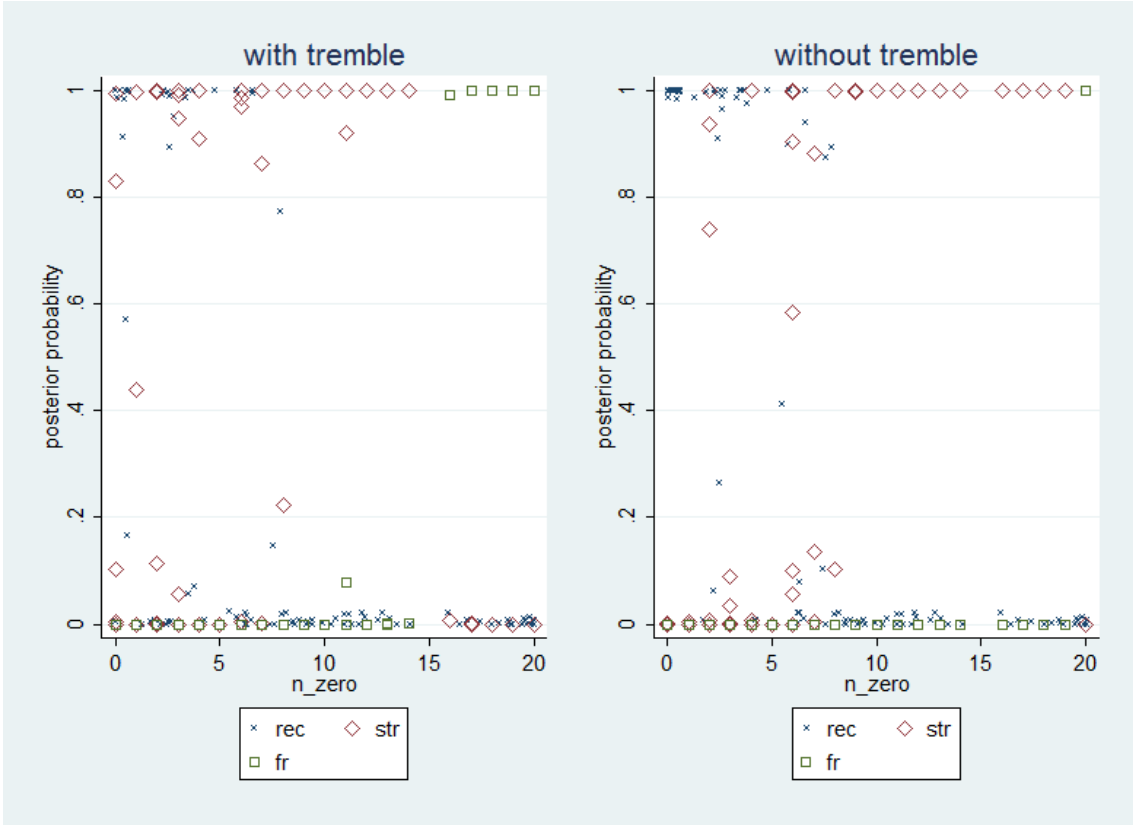 with tremble
1
.8
.6
.4
.2
0
posterior probability
0 5 10 15 20
n_zero
rec str
fr
without tremble
1
.8
.6
.4
.2
0
posterior probability
0 5 10 15 20
n_zero
rec str
fr